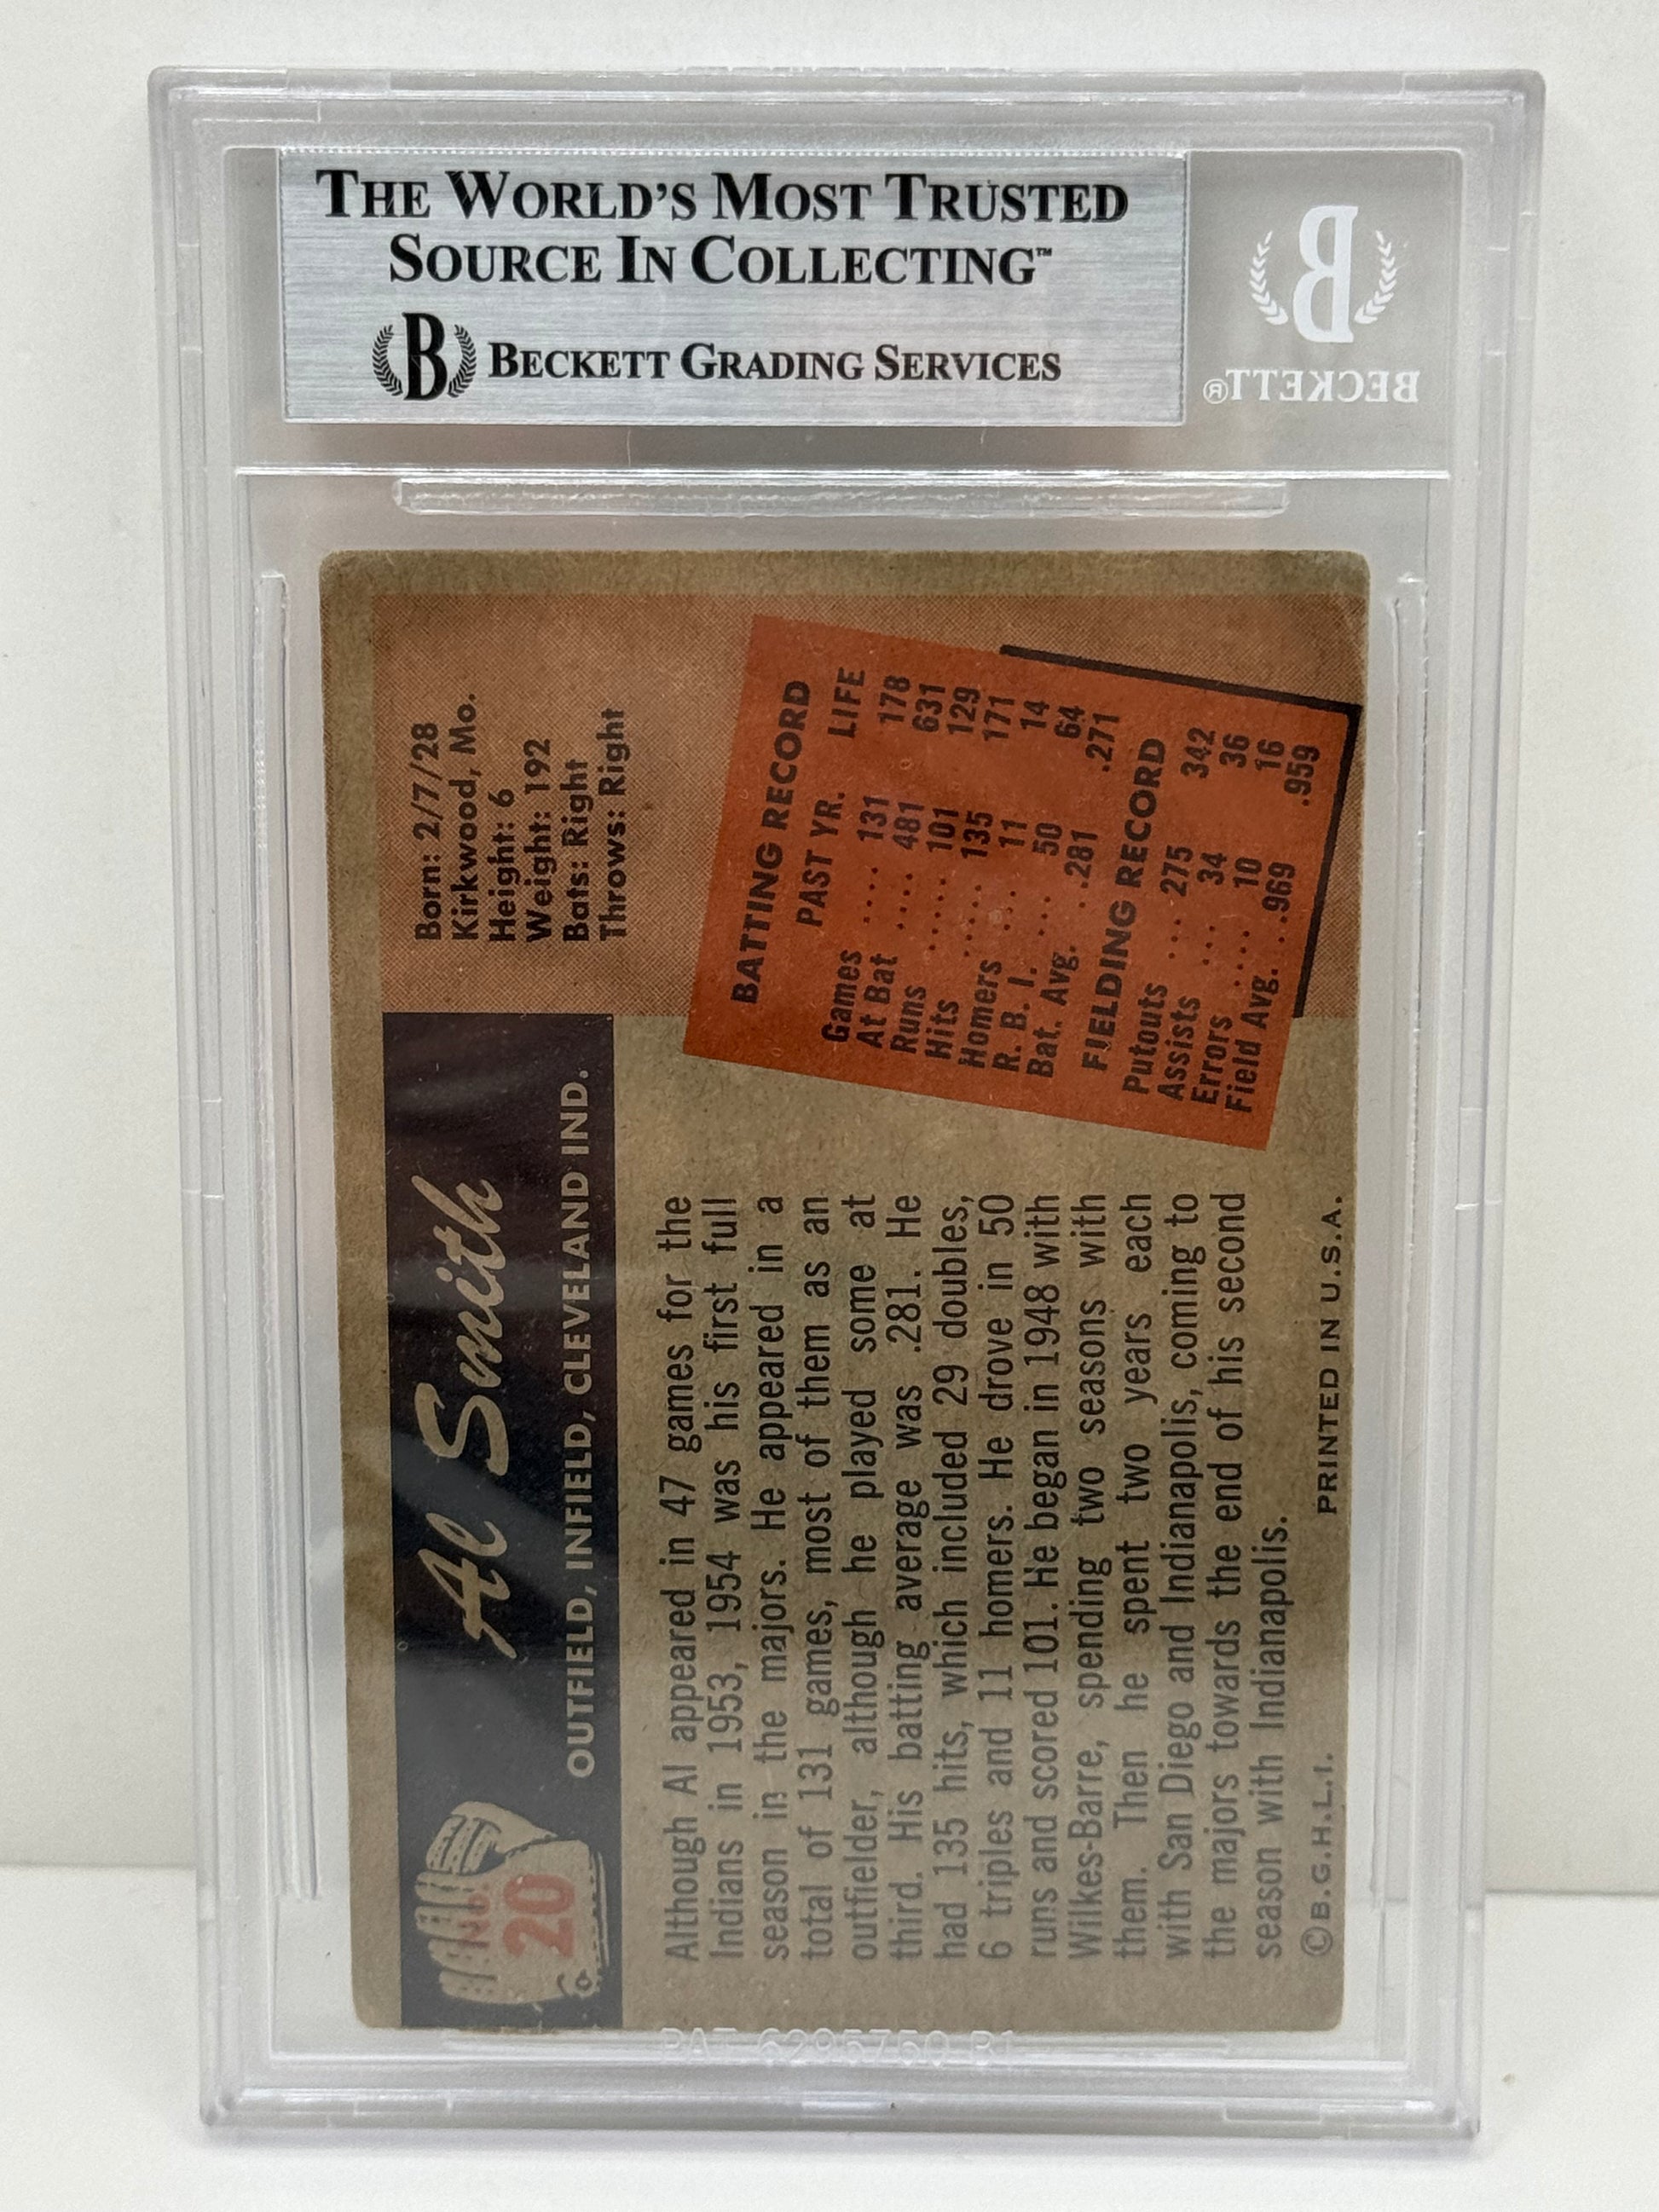 THE WORLD'S MOST TRUSTED
SOURCE IN COLLECTING™
B BECKETT GRADING SERVICES
B
BECKETT®
No.
20
Al Smith
OUTFIELD, INFIELD, CLEVELAND IND.
Born: 2/7/28
Kirkwood, Mo.
Height: 6
Weight: 192
Bats: Right
Throws: Right
Although Al appeared in 47 games for the
Indians in 1953, 1954 was his first full
season in the majors. He appeared in a
total of 131 games, most of them as an
outfielder, although he played some at
third. His batting average was .281. He
had 135 hits, which included 29 doubles,
6 triples and 11 homers. He drove in 50
runs and scored 101. He began in 1948 with
Wilkes-Barre, spending two seasons with
them. Then he spent two years each
with San Diego and Indianapolis, coming to
the majors towards the end of his second
season with Indianapolis.
BATTING RECORD
PAST YR. LIFE
Games .... 131 178
At Bat .... 481 631
Runs ..... 101 129
Hits ..... 135 171
Homers ... 11 14
R. B. I. .... 50 64
Bat. Avg. . .281 .271
FIELDING RECORD
Putouts ... 275 342
Assists ... 34 36
Errors .... 10 16
Field Avg. . .969 .959
©B.G.H.L.I. PRINTED IN U.S.A.
PAT 6295750 B1